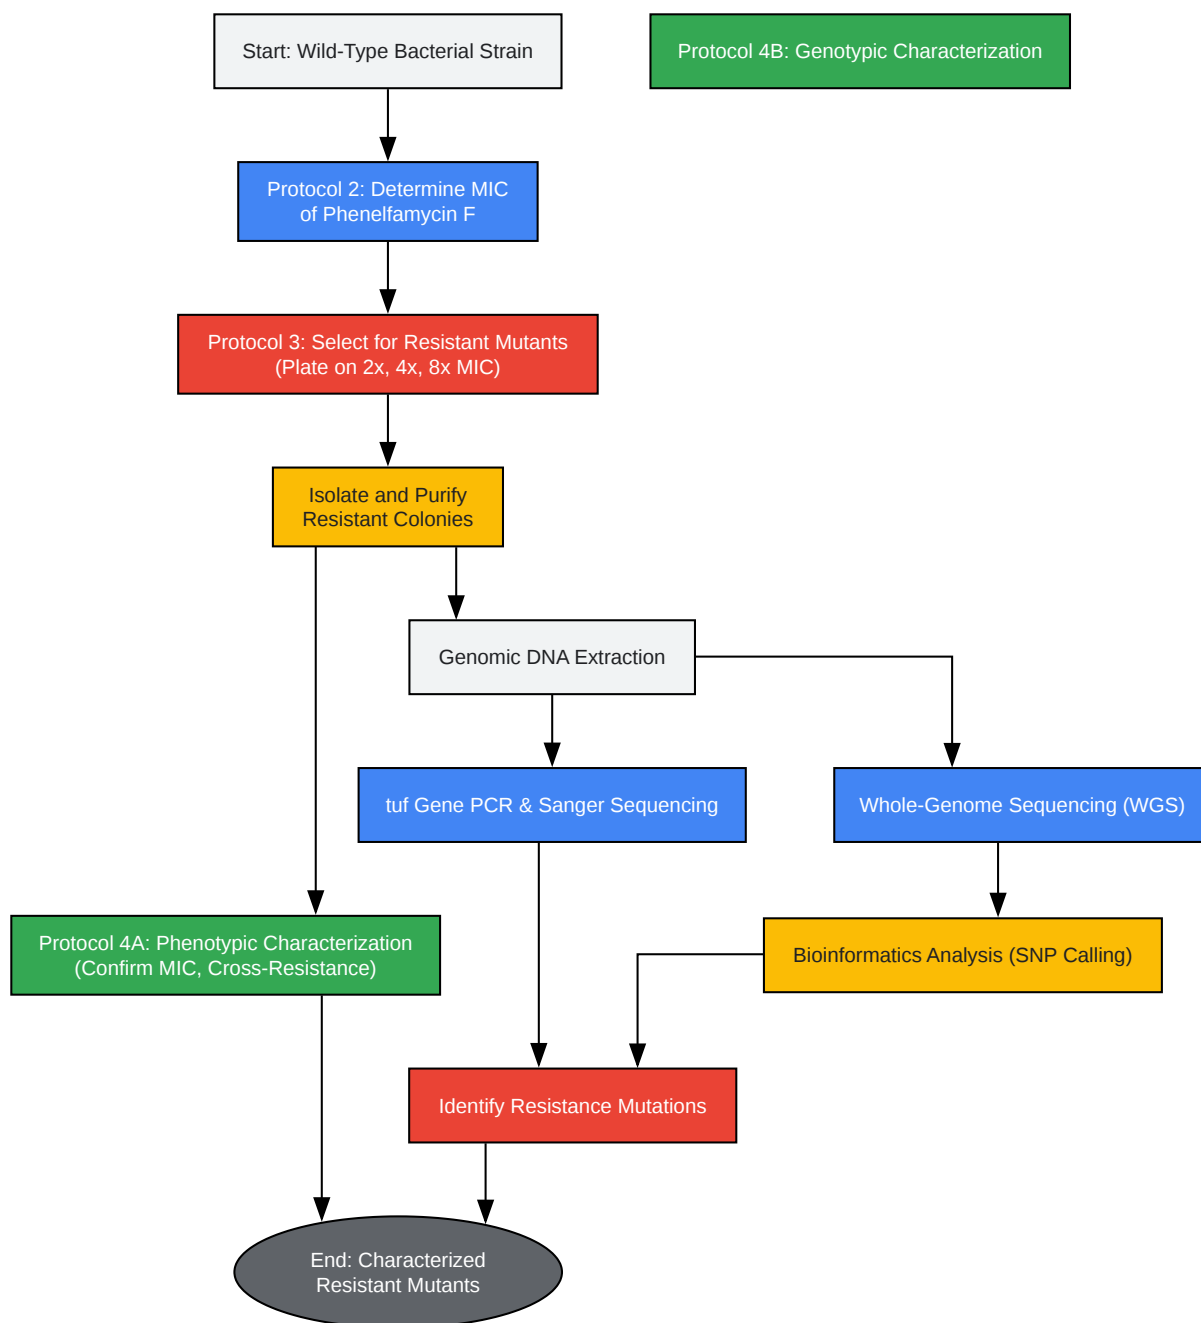 Start: Wild-Type Bacterial Strain
Protocol 4B: Genotypic Characterization
Protocol 2: Determine MIC
of Phenelfamycin F
Protocol 3: Select for Resistant Mutants
(Plate on 2x, 4x, 8x MIC)
Isolate and Purify
Resistant Colonies
Genomic DNA Extraction
tuf Gene PCR & Sanger Sequencing
Whole-Genome Sequencing (WGS)
Protocol 4A: Phenotypic Characterization
(Confirm MIC, Cross-Resistance)
Bioinformatics Analysis (SNP Calling)
Identify Resistance Mutations
End: Characterized
Resistant Mutants